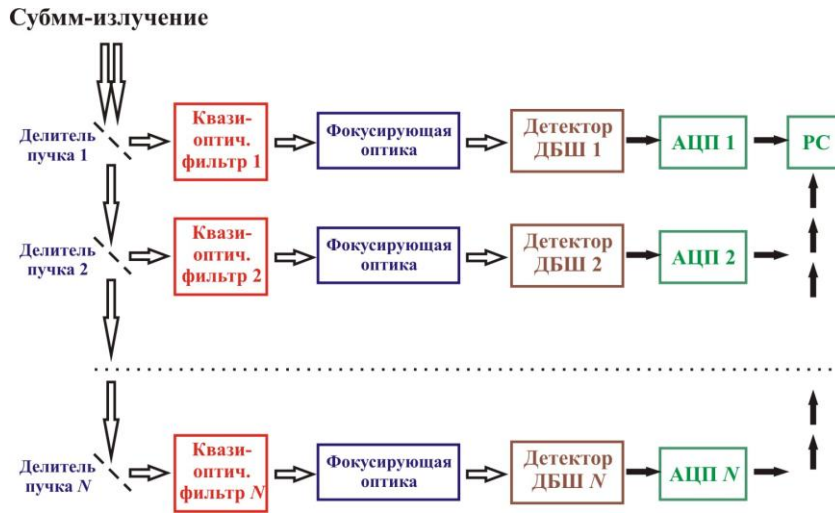 Субмм-излучение
Делитель
пучка 1
Квази-
оптич.
фильтр 1
Фокусирующая
оптика
Детектор
ДБШ 1
АЦП 1
PC
Делитель
пучка 2
Квази-
оптич.
фильтр 2
Фокусирующая
оптика
Детектор
ДБШ 2
АЦП 2
Делитель
пучка N
Квази-
оптич.
фильтр N
Фокусирующая
оптика
Детектор
ДБШ N
АЦП N